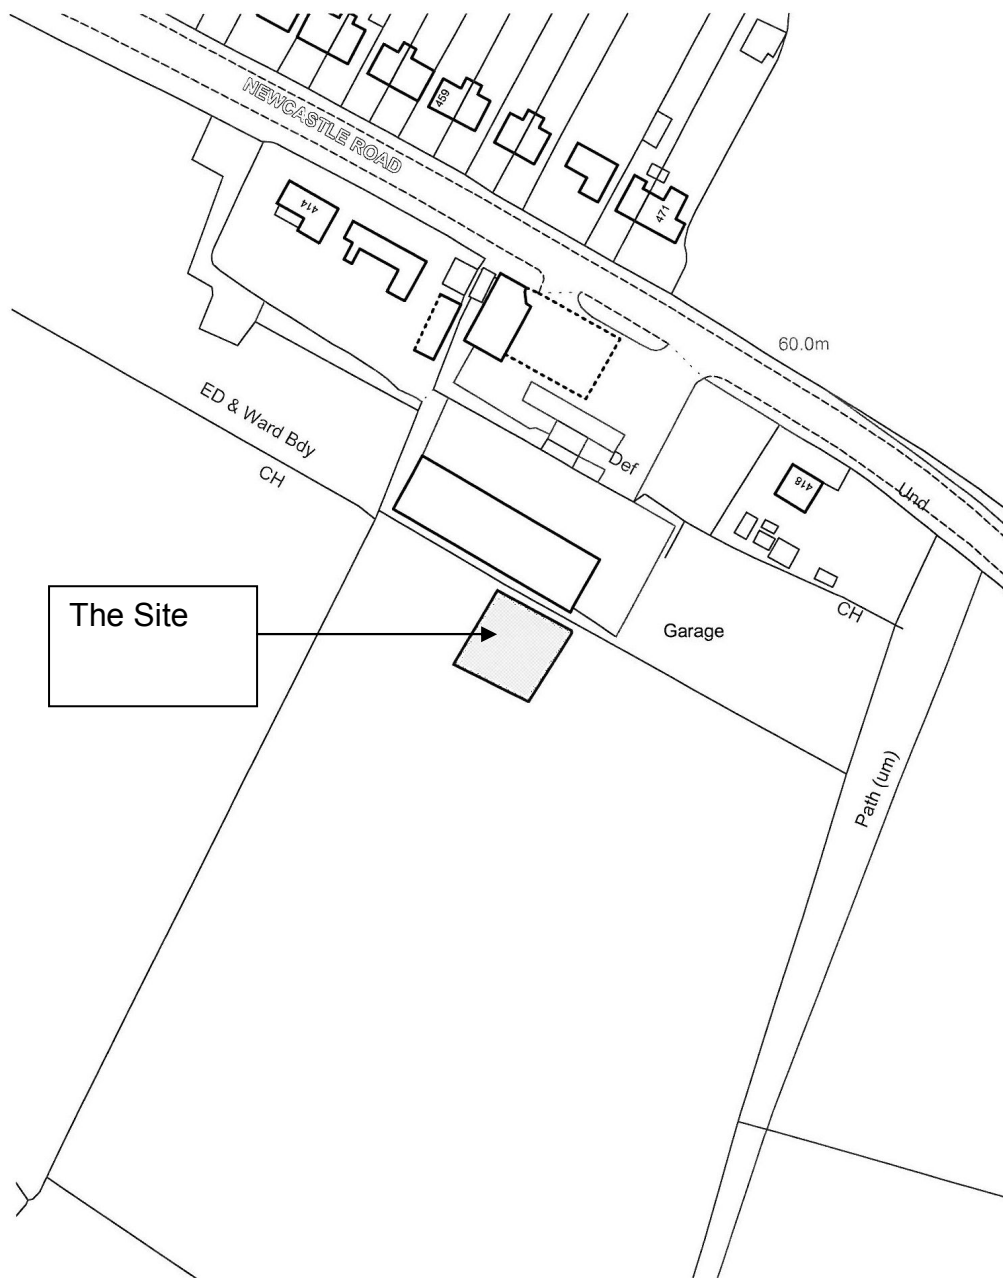 NEWCASTLE ROAD
459
471
414
60.0m
ED & Ward Bdy
CH
Def
418
Und
The Site
Garage
CH
Path (um)